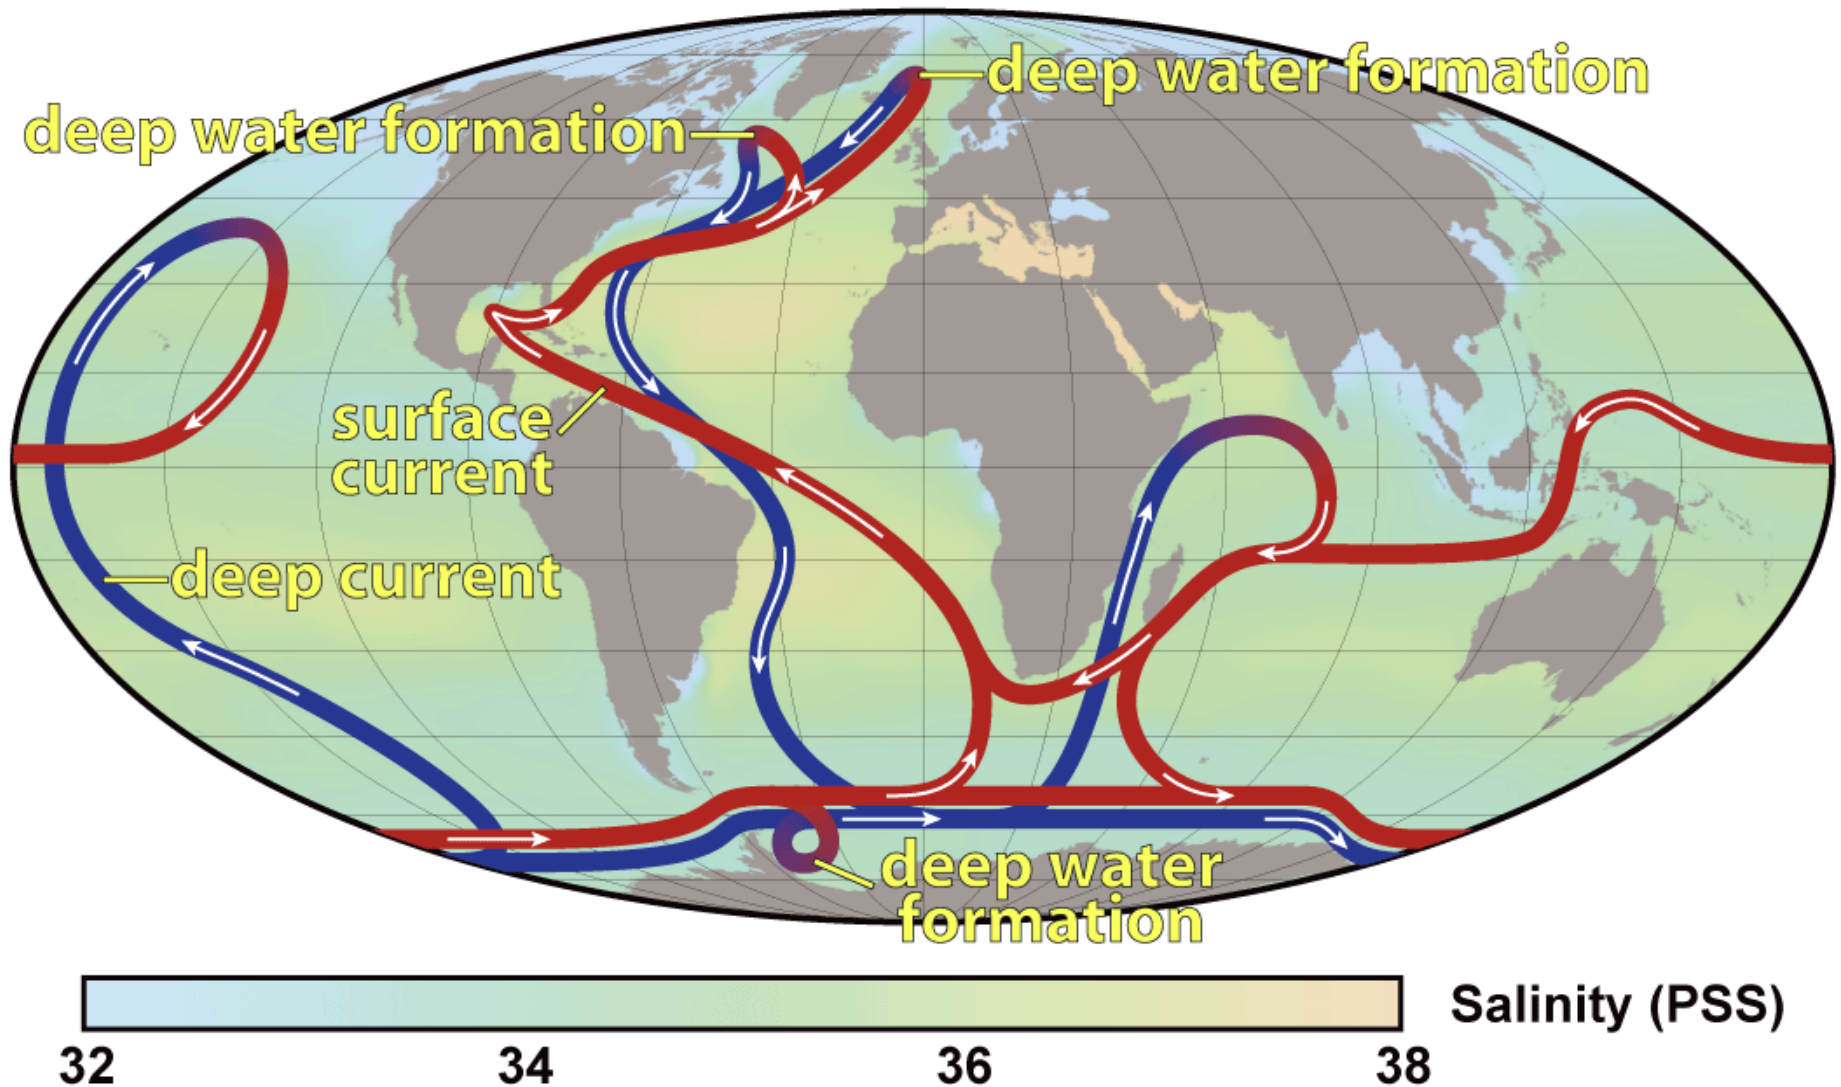 deep water formation
deep water formation
surface
current
deep current
deep water
formation
Salinity (PSS)
32 34 36 38